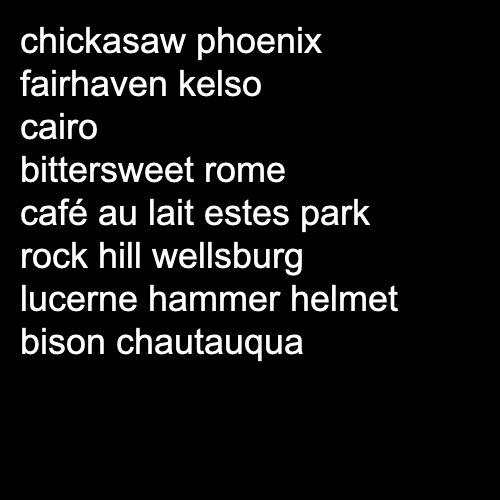 chickasaw phoenix
fairhaven kelso
cairo
bittersweet rome
café au lait estes park
rock hill wellsburg
lucerne hammer helmet
bison chautauqua